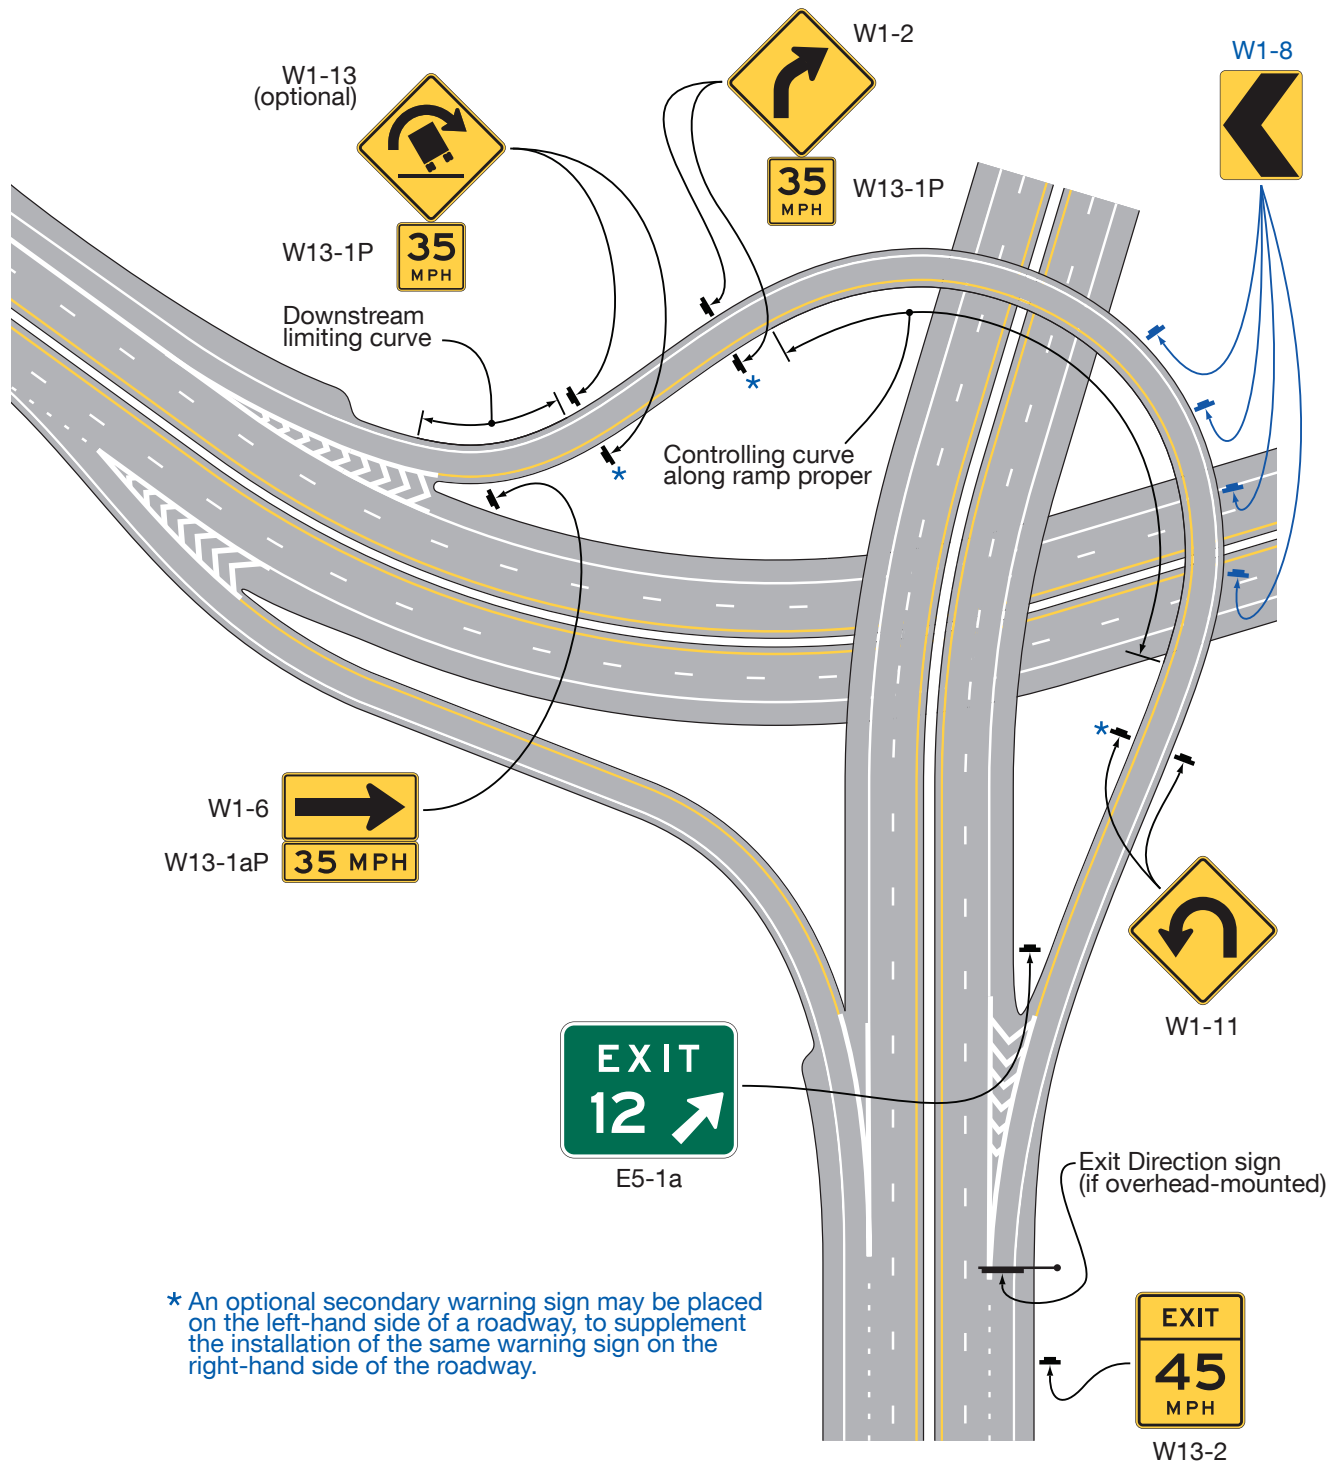 W1-2
W1-8
W1-13
(optional)
35
MPH
W13-1P
W13-1P
35
MPH
Downstream
limiting curve
*
Controlling curve
along ramp proper
*
*
W1-6
W13-1aP
35 MPH
W1-11
EXIT
12
E5-1a
Exit Direction sign
(if overhead-mounted)
* An optional secondary warning sign may be placed
on the left-hand side of a roadway, to supplement
the installation of the same warning sign on the
right-hand side of the roadway.
EXIT
45
MPH
W13-2